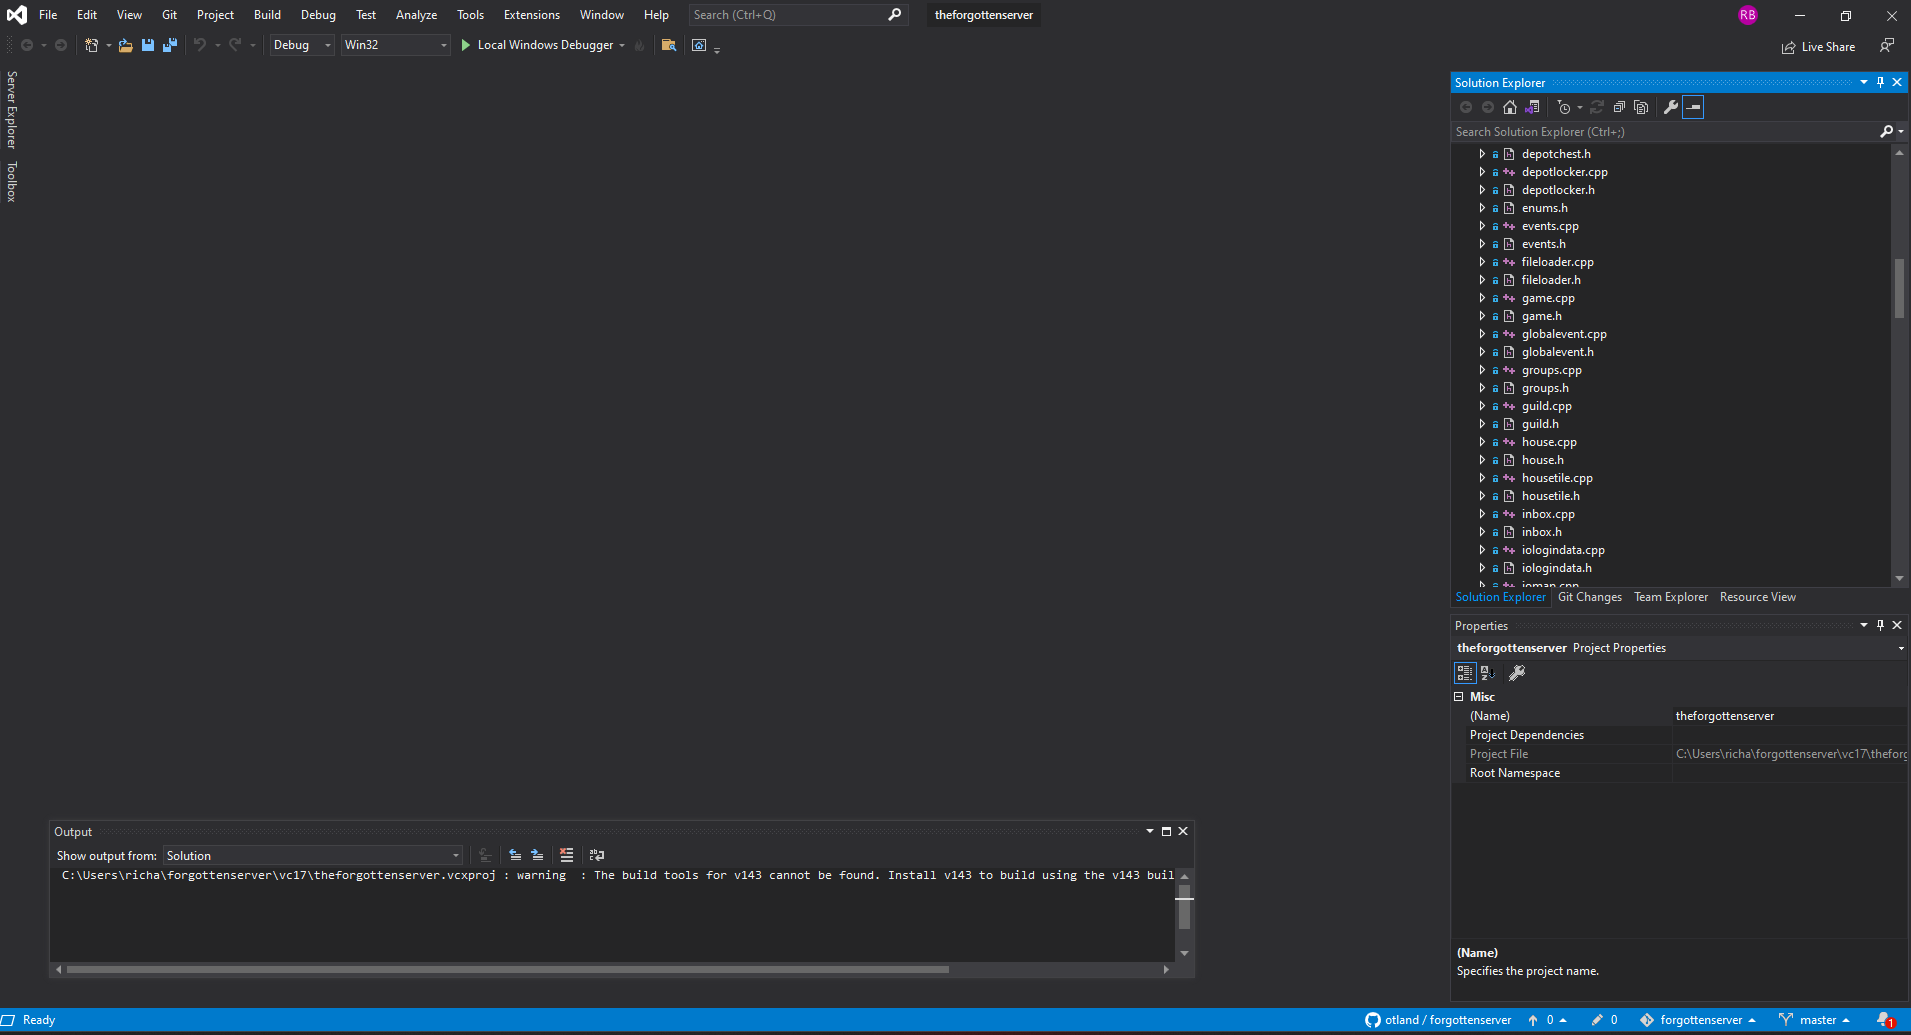 File Edit View Git Project Build Debug Test Analyze Tools Extensions Window Help Search (Ctrl+Q) theforgottenserver RB
Debug Win32 Local Windows Debugger Live Share
Server Explorer
Toolbox
Solution Explorer
Search Solution Explorer (Ctrl+;)
depotchest.h
depotlocker.cpp
depotlocker.h
enums.h
events.cpp
events.h
fileloader.cpp
fileloader.h
game.cpp
game.h
globalevent.cpp
globalevent.h
groups.cpp
groups.h
guild.cpp
guild.h
house.cpp
house.h
housetile.cpp
housetile.h
inbox.cpp
inbox.h
iologindata.cpp
iologindata.h
iomap.cpp
Solution Explorer Git Changes Team Explorer Resource View
Properties
theforgottenserver Project Properties
Misc
(Name) theforgottenserver
Project Dependencies
Project File C:\Users\richa\forgottenserver\vc17\theforg
Root Namespace
(Name)
Specifies the project name.
Output
Show output from: Solution
C:\Users\richa\forgottenserver\vc17\theforgottenserver.vcxproj : warning  : The build tools for v143 cannot be found. Install v143 to build using the v143 buil
Ready otland / forgottenserver 0 0 forgottenserver master 1